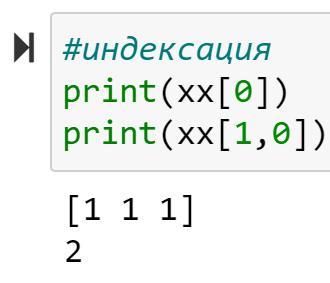 #индексация
print(xx[0])
print(xx[1,0])
[1 1 1]
2